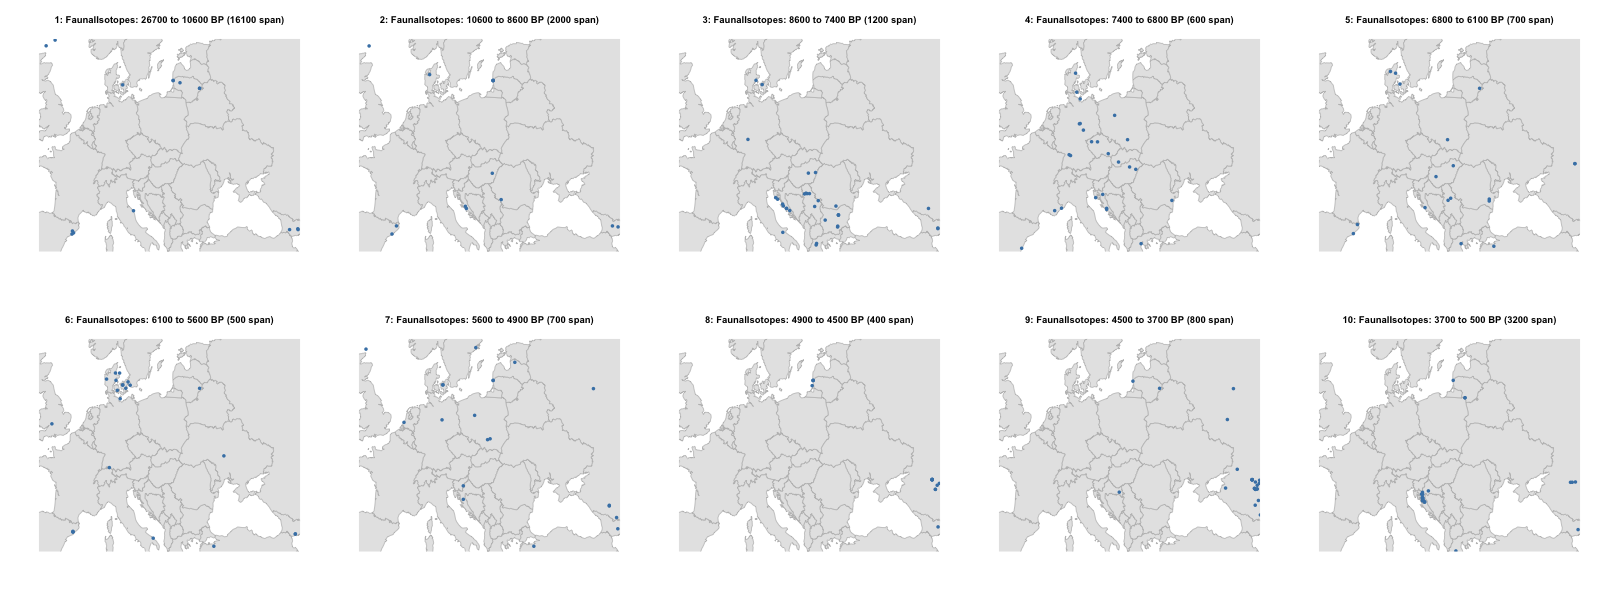 1: FaunalIsotopes: 26700 to 10600 BP (16100 span)
2: FaunalIsotopes: 10600 to 8600 BP (2000 span)
3: FaunalIsotopes: 8600 to 7400 BP (1200 span)
4: FaunalIsotopes: 7400 to 6800 BP (600 span)
5: FaunalIsotopes: 6800 to 6100 BP (700 span)
6: FaunalIsotopes: 6100 to 5600 BP (500 span)
7: FaunalIsotopes: 5600 to 4900 BP (700 span)
8: FaunalIsotopes: 4900 to 4500 BP (400 span)
9: FaunalIsotopes: 4500 to 3700 BP (800 span)
10: FaunalIsotopes: 3700 to 500 BP (3200 span)